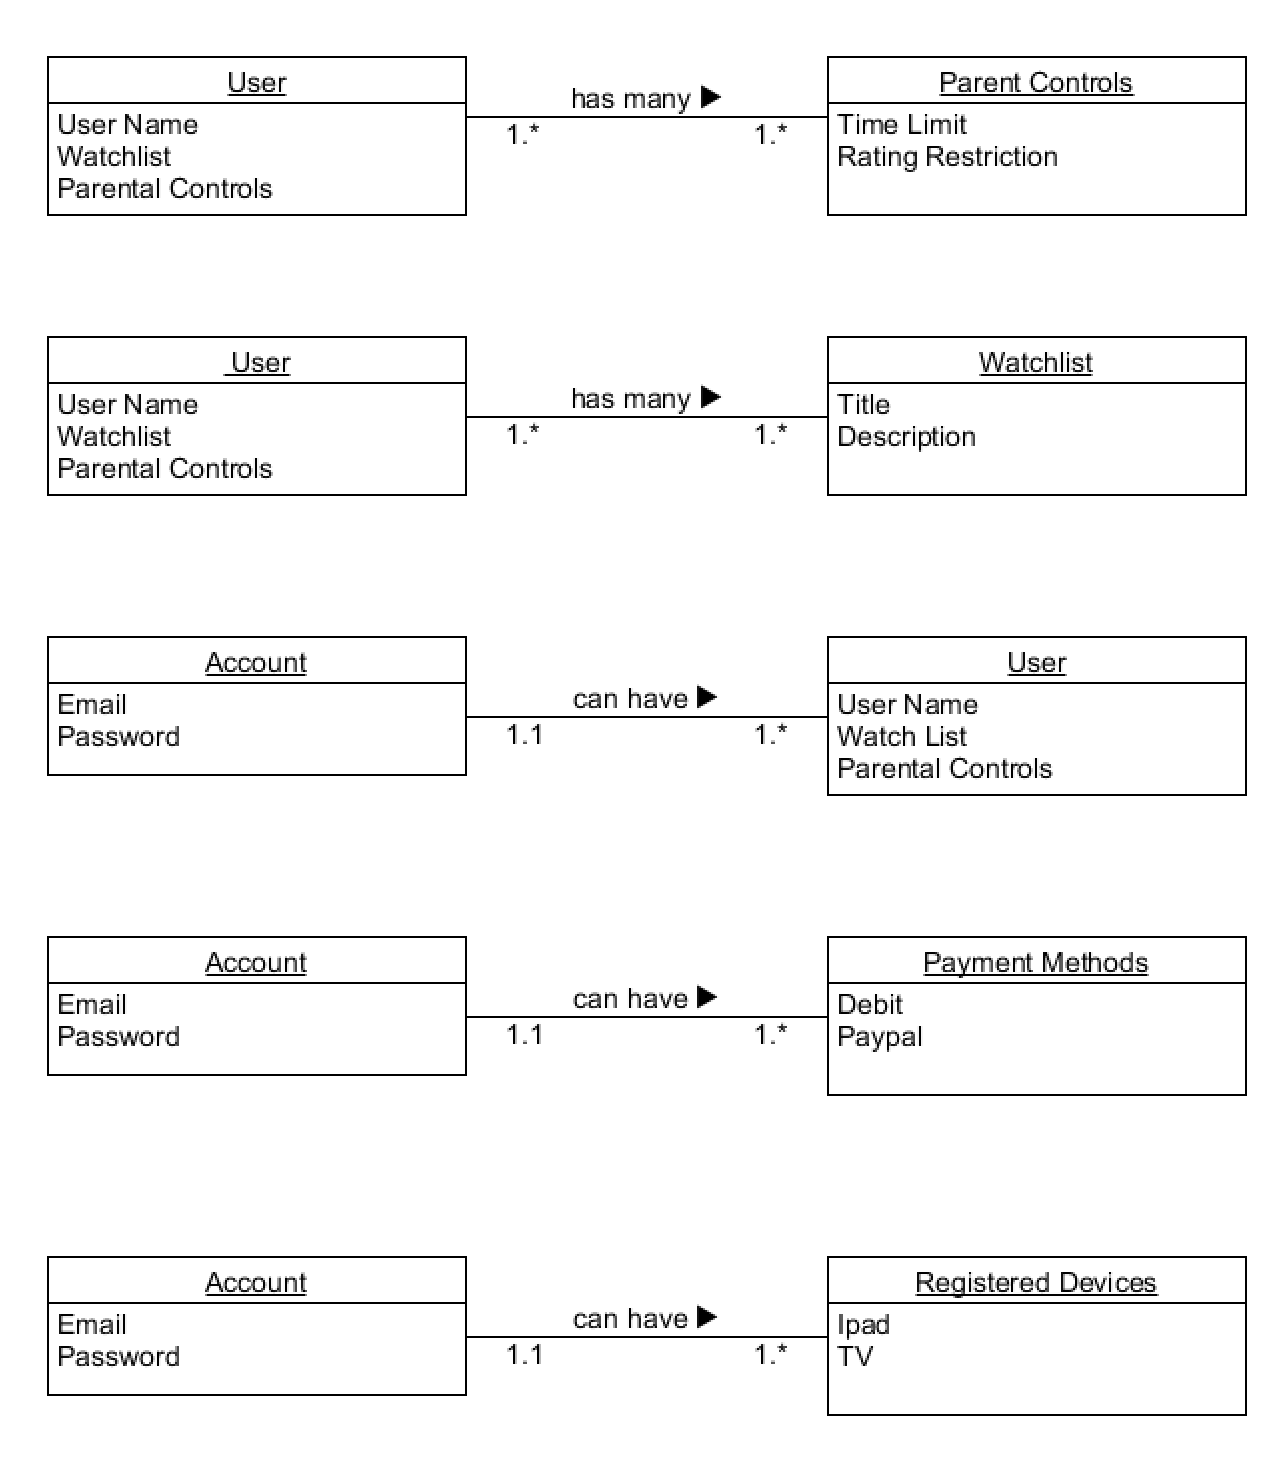 User
User Name
Watchlist
Parental Controls
has many ▶
1.*
1.*
Parent Controls
Time Limit
Rating Restriction
User
User Name
Watchlist
Parental Controls
has many ▶
1.*
1.*
Watchlist
Title
Description
Account
Email
Password
can have ▶
1.1
1.*
User
User Name
Watch List
Parental Controls
Account
Email
Password
can have ▶
1.1
1.*
Payment Methods
Debit
Paypal
Account
Email
Password
can have ▶
1.1
1.*
Registered Devices
Ipad
TV